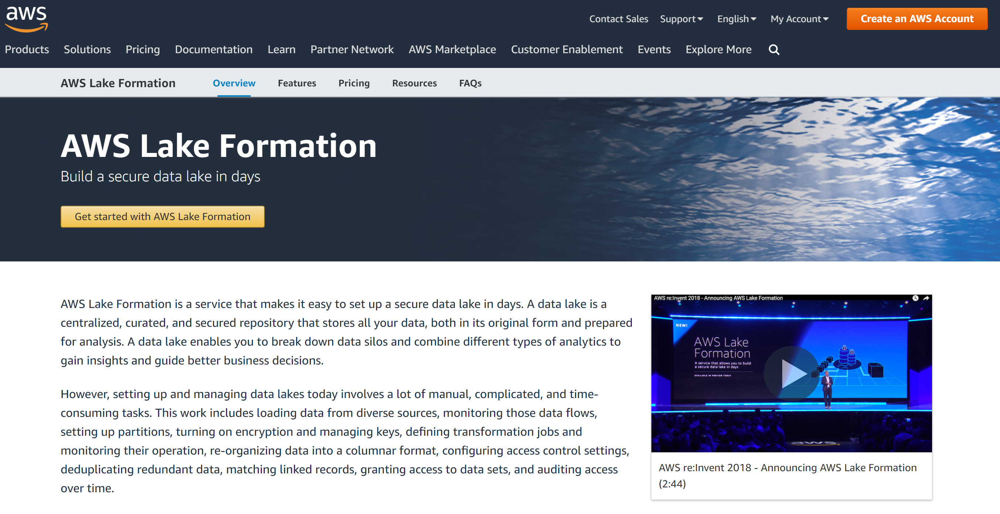 aws
Contact Sales Support English My Account Create an AWS Account
Products Solutions Pricing Documentation Learn Partner Network AWS Marketplace Customer Enablement Events Explore More
AWS Lake Formation Overview Features Pricing Resources FAQs
AWS Lake Formation
Build a secure data lake in days
Get started with AWS Lake Formation
AWS Lake Formation is a service that makes it easy to set up a secure data lake in days. A data lake is a
centralized, curated, and secured repository that stores all your data, both in its original form and prepared
for analysis. A data lake enables you to break down data silos and combine different types of analytics to
gain insights and guide better business decisions.
However, setting up and managing data lakes today involves a lot of manual, complicated, and time-
consuming tasks. This work includes loading data from diverse sources, monitoring those data flows,
setting up partitions, turning on encryption and managing keys, defining transformation jobs and
monitoring their operation, re-organizing data into a columnar format, configuring access control settings,
deduplicating redundant data, matching linked records, granting access to data sets, and auditing access
over time.
AWS re:Invent 2018 - Announcing AWS Lake Formation
NEW!
AWS Lake
Formation
A service that allows you to build
a secure data lake in days
AVAILABLE IN PREVIEW TODAY
aws
AWS re:Invent 2018 - Announcing AWS Lake Formation
(2:44)